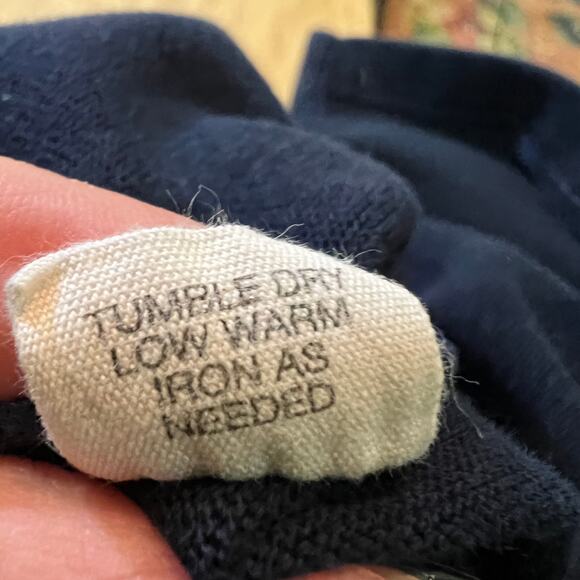 TUMBLE DRY
LOW WARM
IRON AS
NEEDED